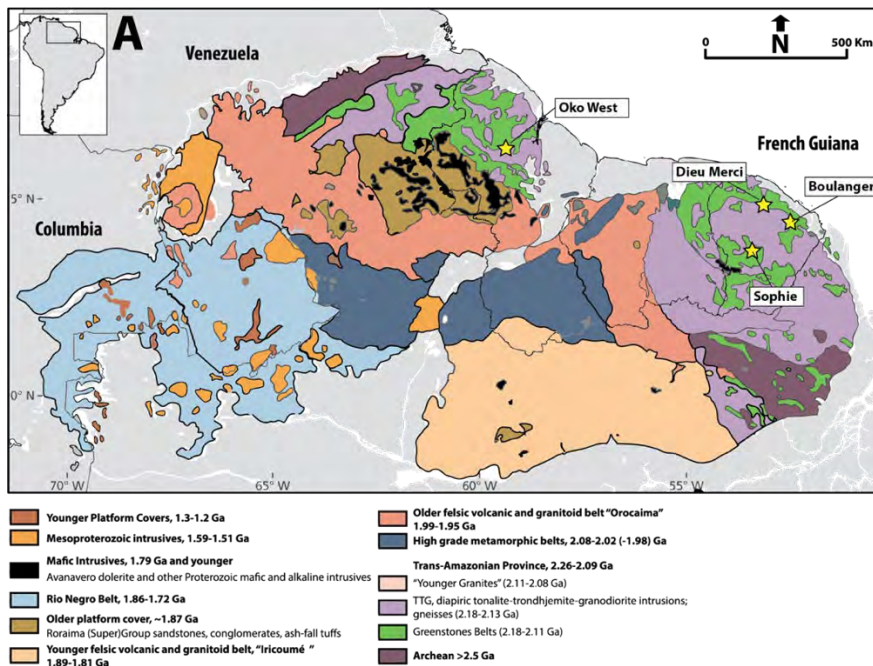 A
Venezuela
0 500 Km
N
Oko West
French Guiana
Dieu Merci
Boulanger
5° N
Columbia
Sophie
0° N
70° W 65° W 60° W 55° W
Younger Platform Covers, 1.3-1.2 Ga
Mesoproterozoic intrusives, 1.59-1.51 Ga
Mafic Intrusives, 1.79 Ga and younger
Avanavero dolerite and other Proterozoic mafic and alkaline intrusives
Rio Negro Belt, 1.86-1.72 Ga
Older platform cover, ~1.87 Ga
Roraima (Super)Group sandstones, conglomerates, ash-fall tuffs
Younger felsic volcanic and granitoid belt, "Iricoumé "
1.89-1.81 Ga
Older felsic volcanic and granitoid belt "Orocaima"
1.99-1.95 Ga
High grade metamorphic belts, 2.08-2.02 (-1.98) Ga
Trans-Amazonian Province, 2.26-2.09 Ga
"Younger Granites" (2.11-2.08 Ga)
TTG, diapiric tonalite-trondhjemite-granodiorite intrusions;
gneisses (2.18-2.13 Ga)
Greenstones Belts (2.18-2.11 Ga)
Archean >2.5 Ga